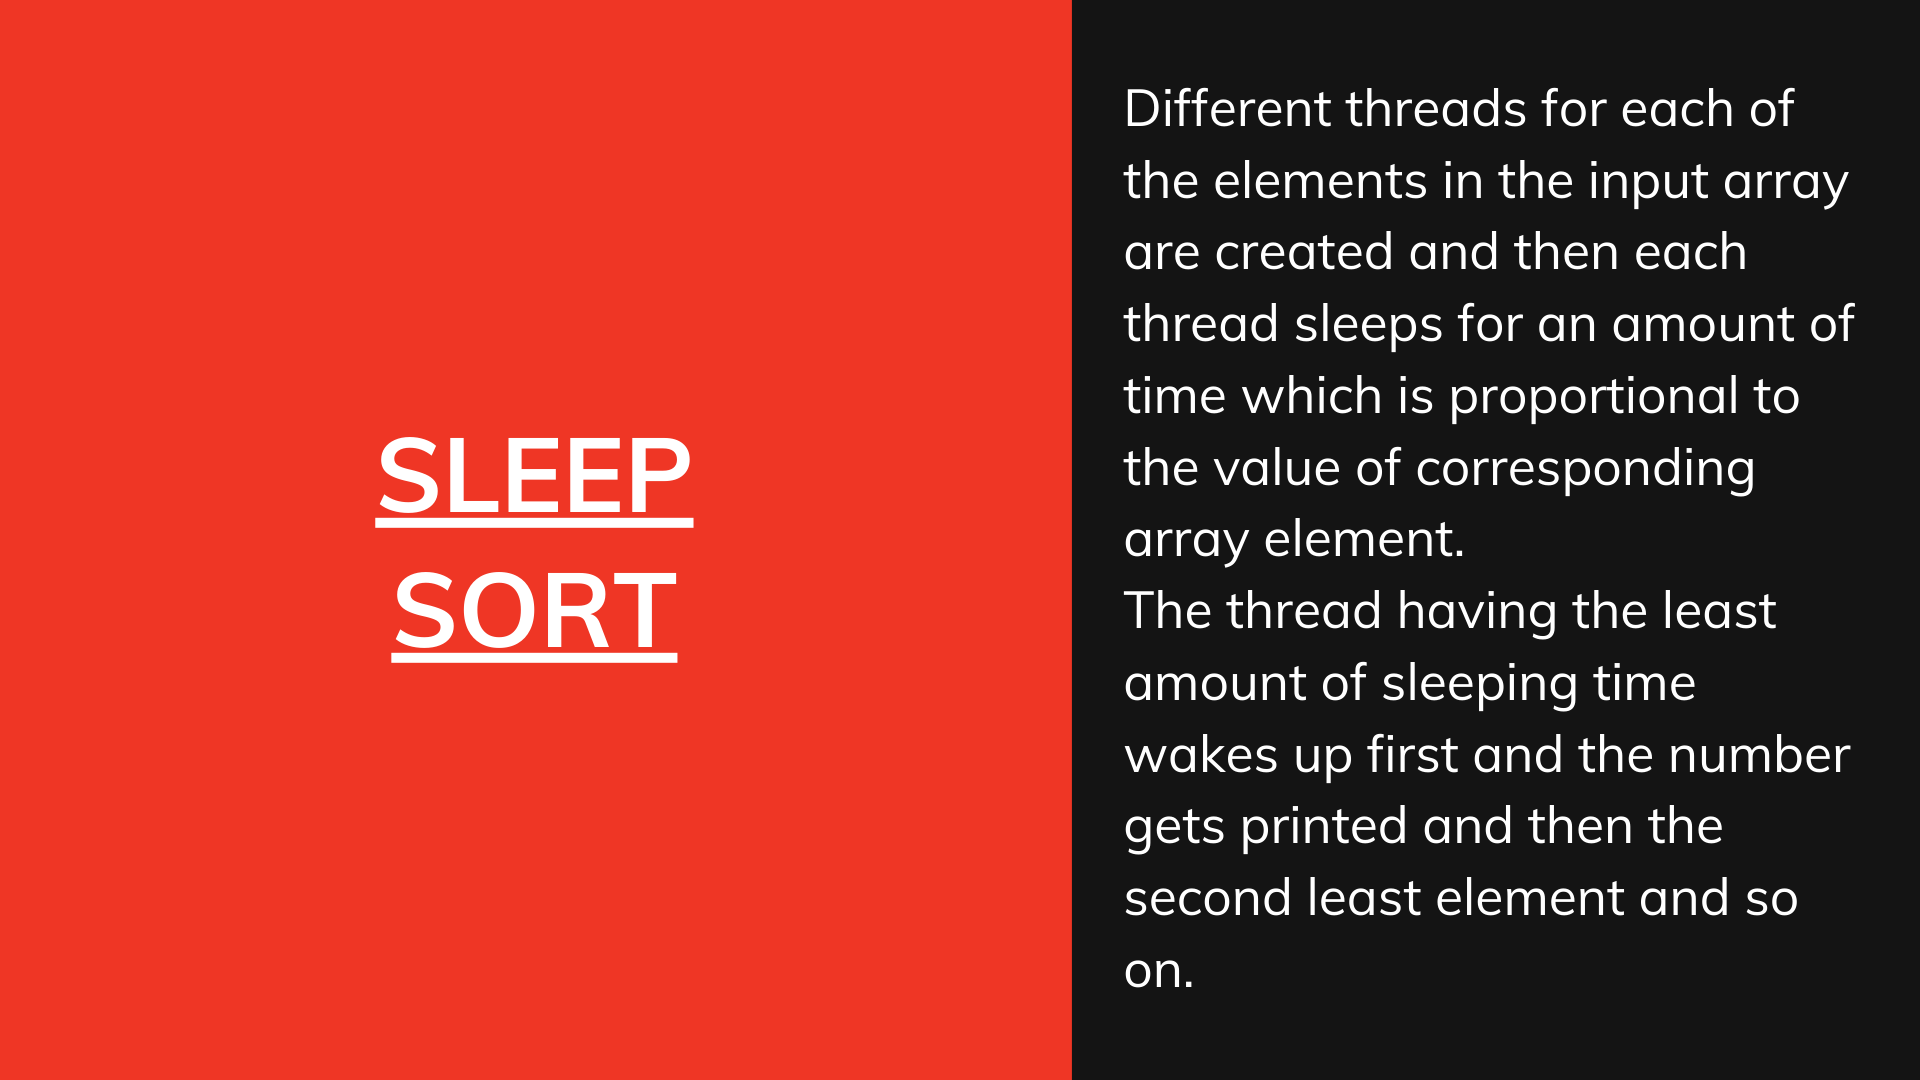 SLEEP
SORT
Different threads for each of
the elements in the input array
are created and then each
thread sleeps for an amount of
time which is proportional to
the value of corresponding
array element.
The thread having the least
amount of sleeping time
wakes up first and the number
gets printed and then the
second least element and so
on.